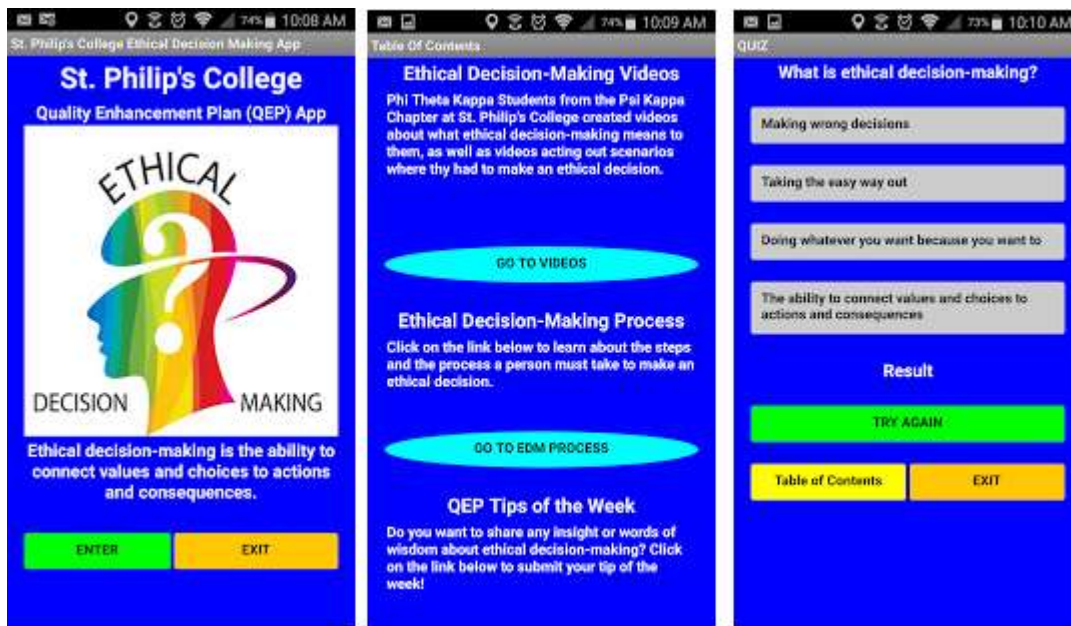 74% 10:08 AM
St. Philip's College Ethical Decision Making App
St. Philip's College
Quality Enhancement Plan (QEP) App
ETHICAL
DECISION MAKING
Ethical decision-making is the ability to
connect values and choices to actions
and consequences.
ENTER EXIT
74% 10:09 AM
Table Of Contents
Ethical Decision-Making Videos
Phi Theta Kappa Students from the Psi Kappa
Chapter at St. Philip's College created videos
about what ethical decision-making means to
them, as well as videos acting out scenarios
where thy had to make an ethical decision.
GO TO VIDEOS
Ethical Decision-Making Process
Click on the link below to learn about the steps
and the process a person must take to make an
ethical decision.
GO TO EDM PROCESS
QEP Tips of the Week
Do you want to share any insight or words of
wisdom about ethical decision-making? Click
on the link below to submit your tip of the
week!
73% 10:10 AM
QUIZ
What is ethical decision-making?
Making wrong decisions
Taking the easy way out
Doing whatever you want because you want to
The ability to connect values and choices to
actions and consequences
Result
TRY AGAIN
Table of Contents EXIT